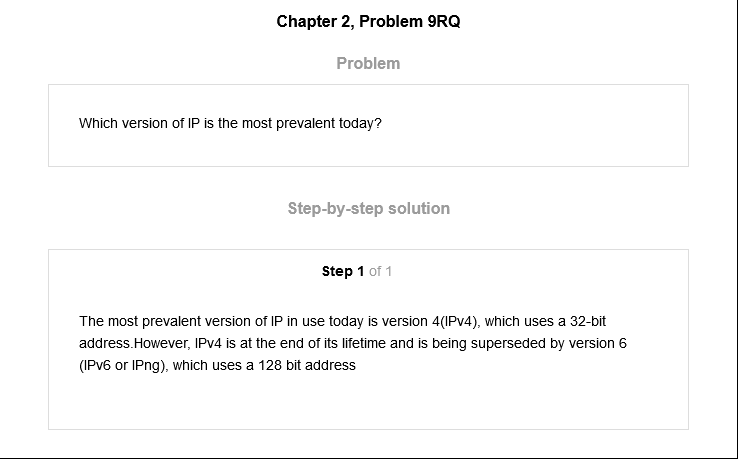 Chapter 2, Problem 9RQ
Problem
Which version of IP is the most prevalent today?
Step-by-step solution
Step 1 of 1
The most prevalent version of IP in use today is version 4(IPv4), which uses a 32-bit
address.However, IPv4 is at the end of its lifetime and is being superseded by version 6
(IPv6 or IPng), which uses a 128 bit address